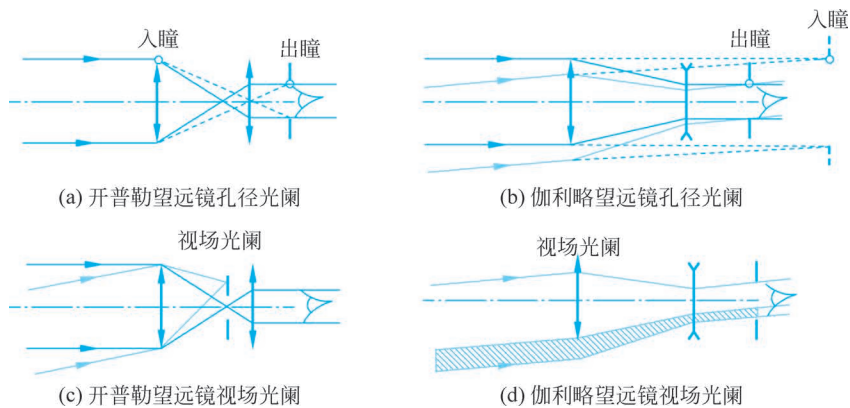 入瞳
出瞳
入瞳
出瞳
(a) 开普勒望远镜孔径光阑
(b) 伽利略望远镜孔径光阑
视场光阑
视场光阑
(c) 开普勒望远镜视场光阑
(d) 伽利略望远镜视场光阑